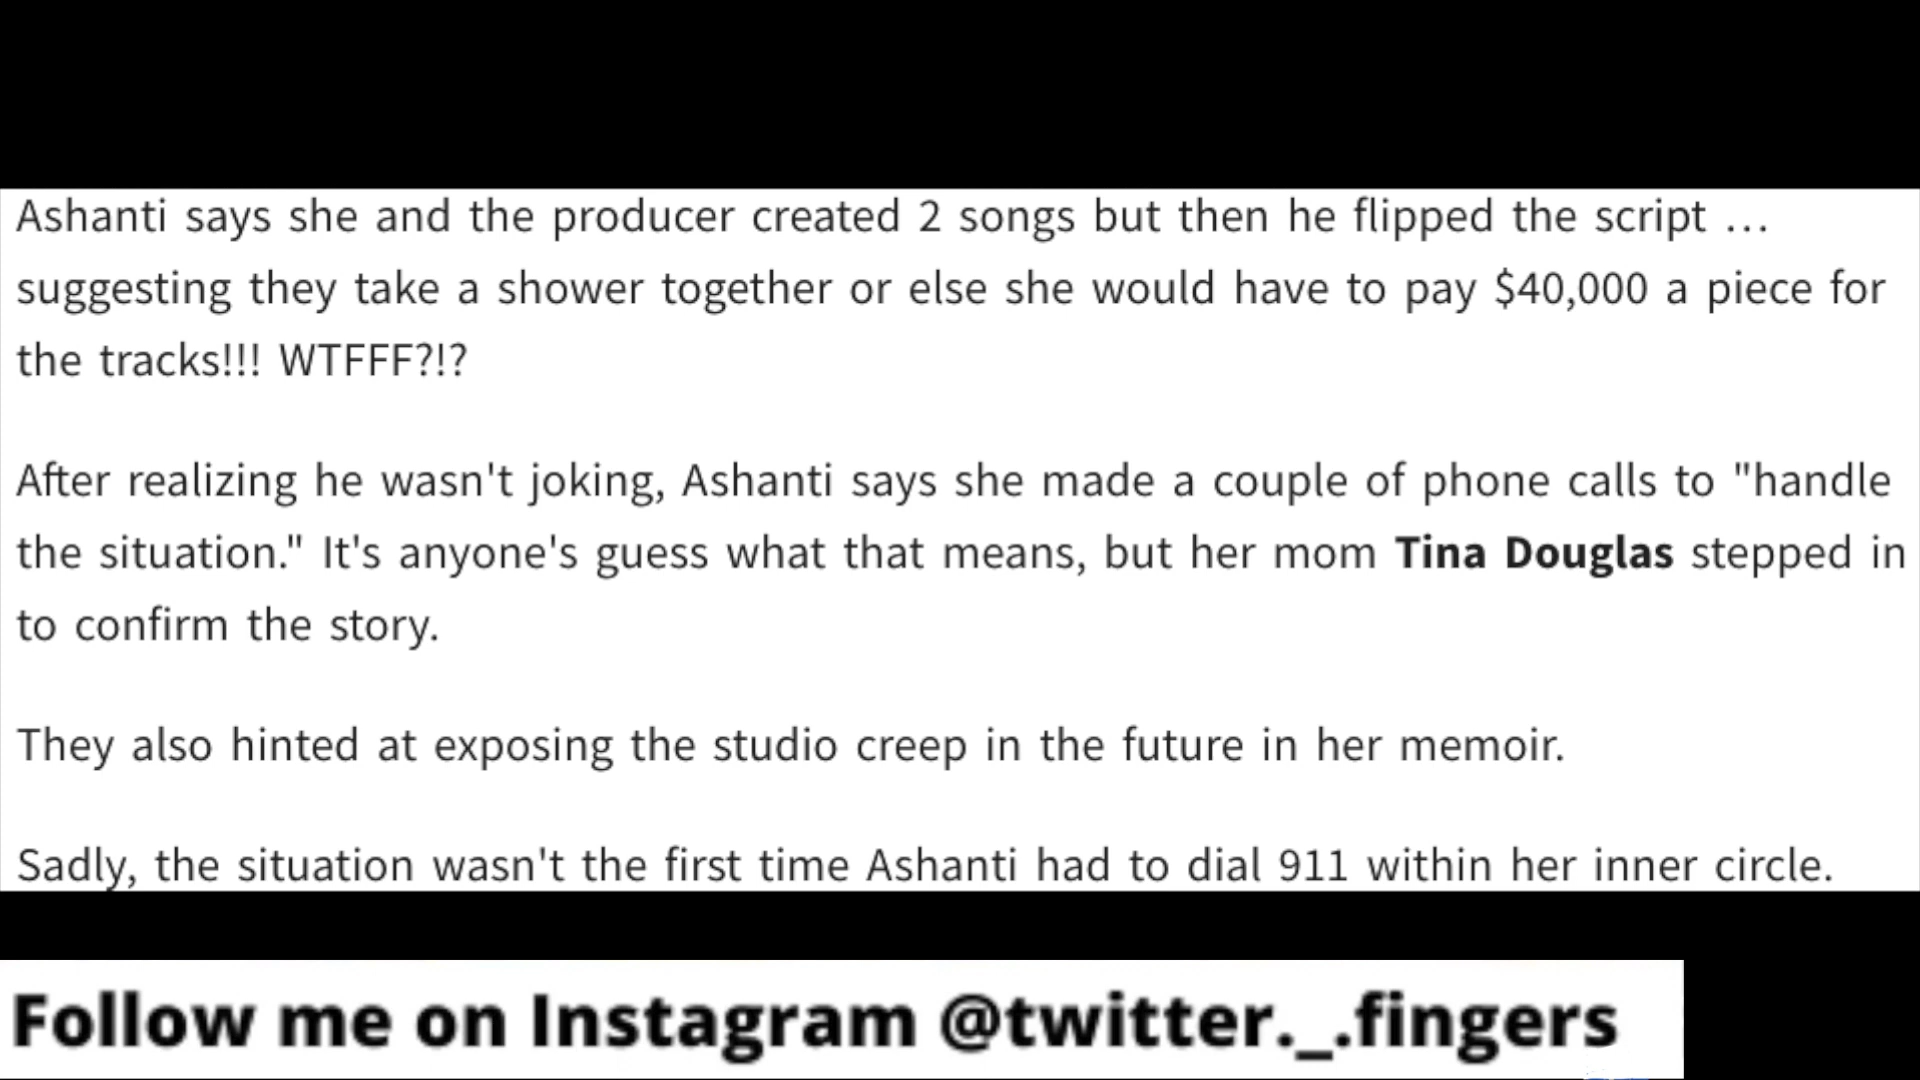 Ashanti says she and the producer created 2 songs but then he flipped the script …
suggesting they take a shower together or else she would have to pay $40,000 a piece for
the tracks!!! WTFFF?!?
After realizing he wasn't joking, Ashanti says she made a couple of phone calls to "handle
the situation." It's anyone's guess what that means, but her mom Tina Douglas stepped in
to confirm the story.
They also hinted at exposing the studio creep in the future in her memoir.
Sadly, the situation wasn't the first time Ashanti had to dial 911 within her inner circle.
Follow me on Instagram @twitter._.fingers